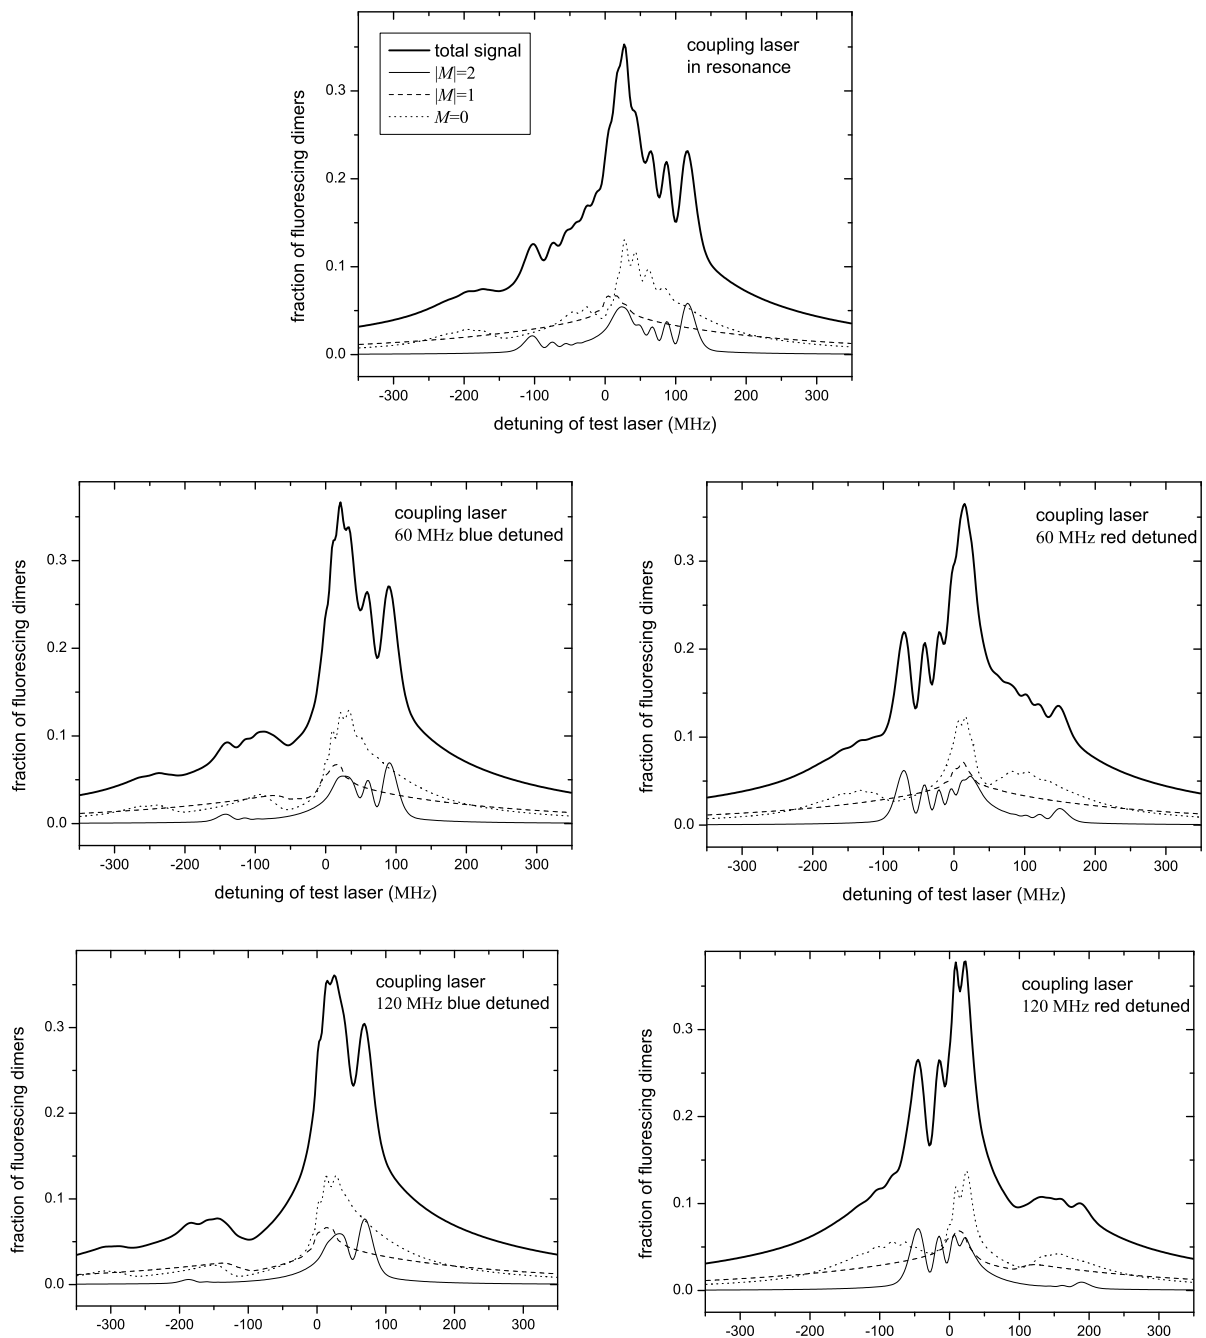 fraction of fluorescing dimers
0.3
0.2
0.1
0.0
total signal
|M|=2
|M|=1
M=0
coupling laser
in resonance
-300 -200 -100 0 100 200 300
detuning of test laser (MHz)
fraction of fluorescing dimers
0.3
0.2
0.1
0.0
coupling laser
60 MHz blue detuned
-300 -200 -100 0 100 200 300
detuning of test laser (MHz)
fraction of fluorescing dimers
0.3
0.2
0.1
0.0
coupling laser
60 MHz red detuned
-300 -200 -100 0 100 200 300
detuning of test laser (MHz)
fraction of fluorescing dimers
0.3
0.2
0.1
0.0
coupling laser
120 MHz blue detuned
-300 -200 -100 0 100 200 300
fraction of fluorescing dimers
0.3
0.2
0.1
0.0
coupling laser
120 MHz red detuned
-300 -200 -100 0 100 200 300